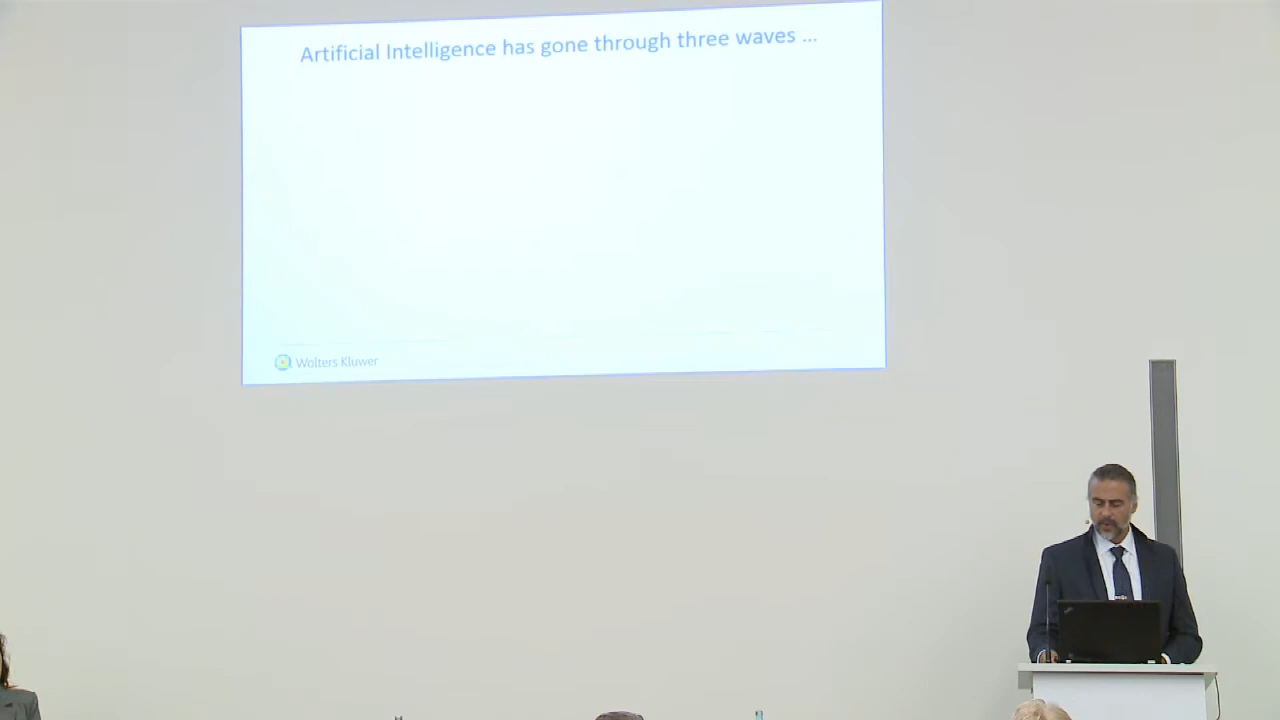 Artificial Intelligence has gone through three waves ...
Wolters Kluwer